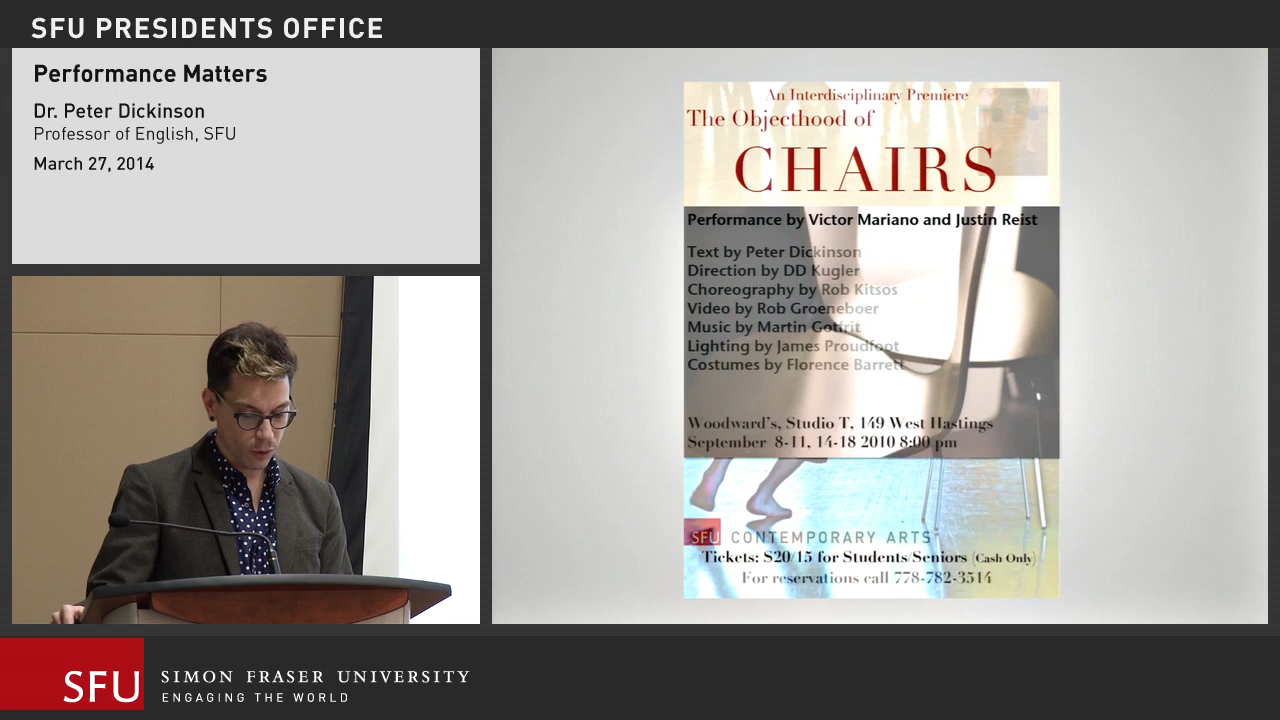 SFU PRESIDENTS OFFICE
Performance Matters
Dr. Peter Dickinson
Professor of English, SFU
March 27, 2014
An Interdisciplinary Premiere
The Objecthood of
CHAIRS
Performance by Victor Mariano and Justin Reist
Text by Peter Dickinson
Direction by DD Kugler
Choreography by Rob Kitsos
Video by Rob Groeneboer
Music by Martin Gotfrit
Lighting by James Proudfoot
Costumes by Florence Barrett
Woodward's, Studio T, 149 West Hastings
September 8-11, 14-18 2010 8:00 pm
SFU CONTEMPORARY ARTS
Tickets: $20/15 for Students/Seniors (Cash Only)
For reservations call 778-782-3514
SFU SIMON FRASER UNIVERSITY
ENGAGING THE WORLD